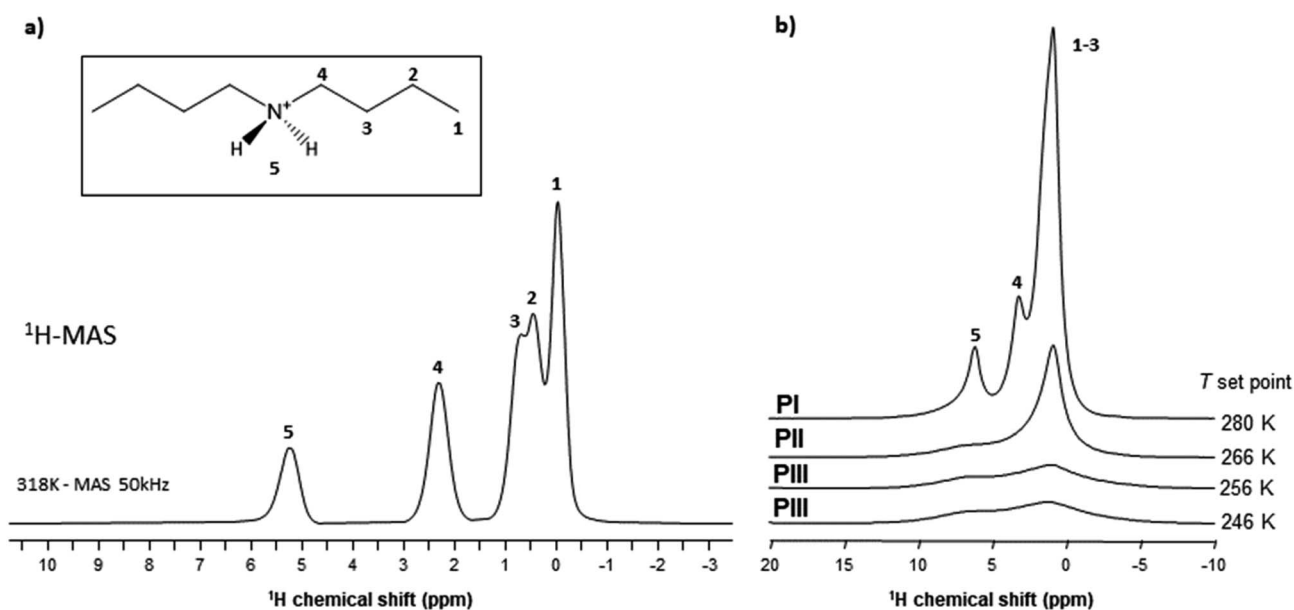 a)
4
2
N+
3
1
H H
5
1
2
3
¹H-MAS
4
5
318K - MAS 50kHz
10 9 8 7 6 5 4 3 2 1 0 -1 -2 -3
¹H chemical shift (ppm)
b)
1-3
4
5
T set point
PI
280 K
PII
266 K
PIII
256 K
PIII
246 K
20 15 10 5 0 -5 -10
¹H chemical shift (ppm)